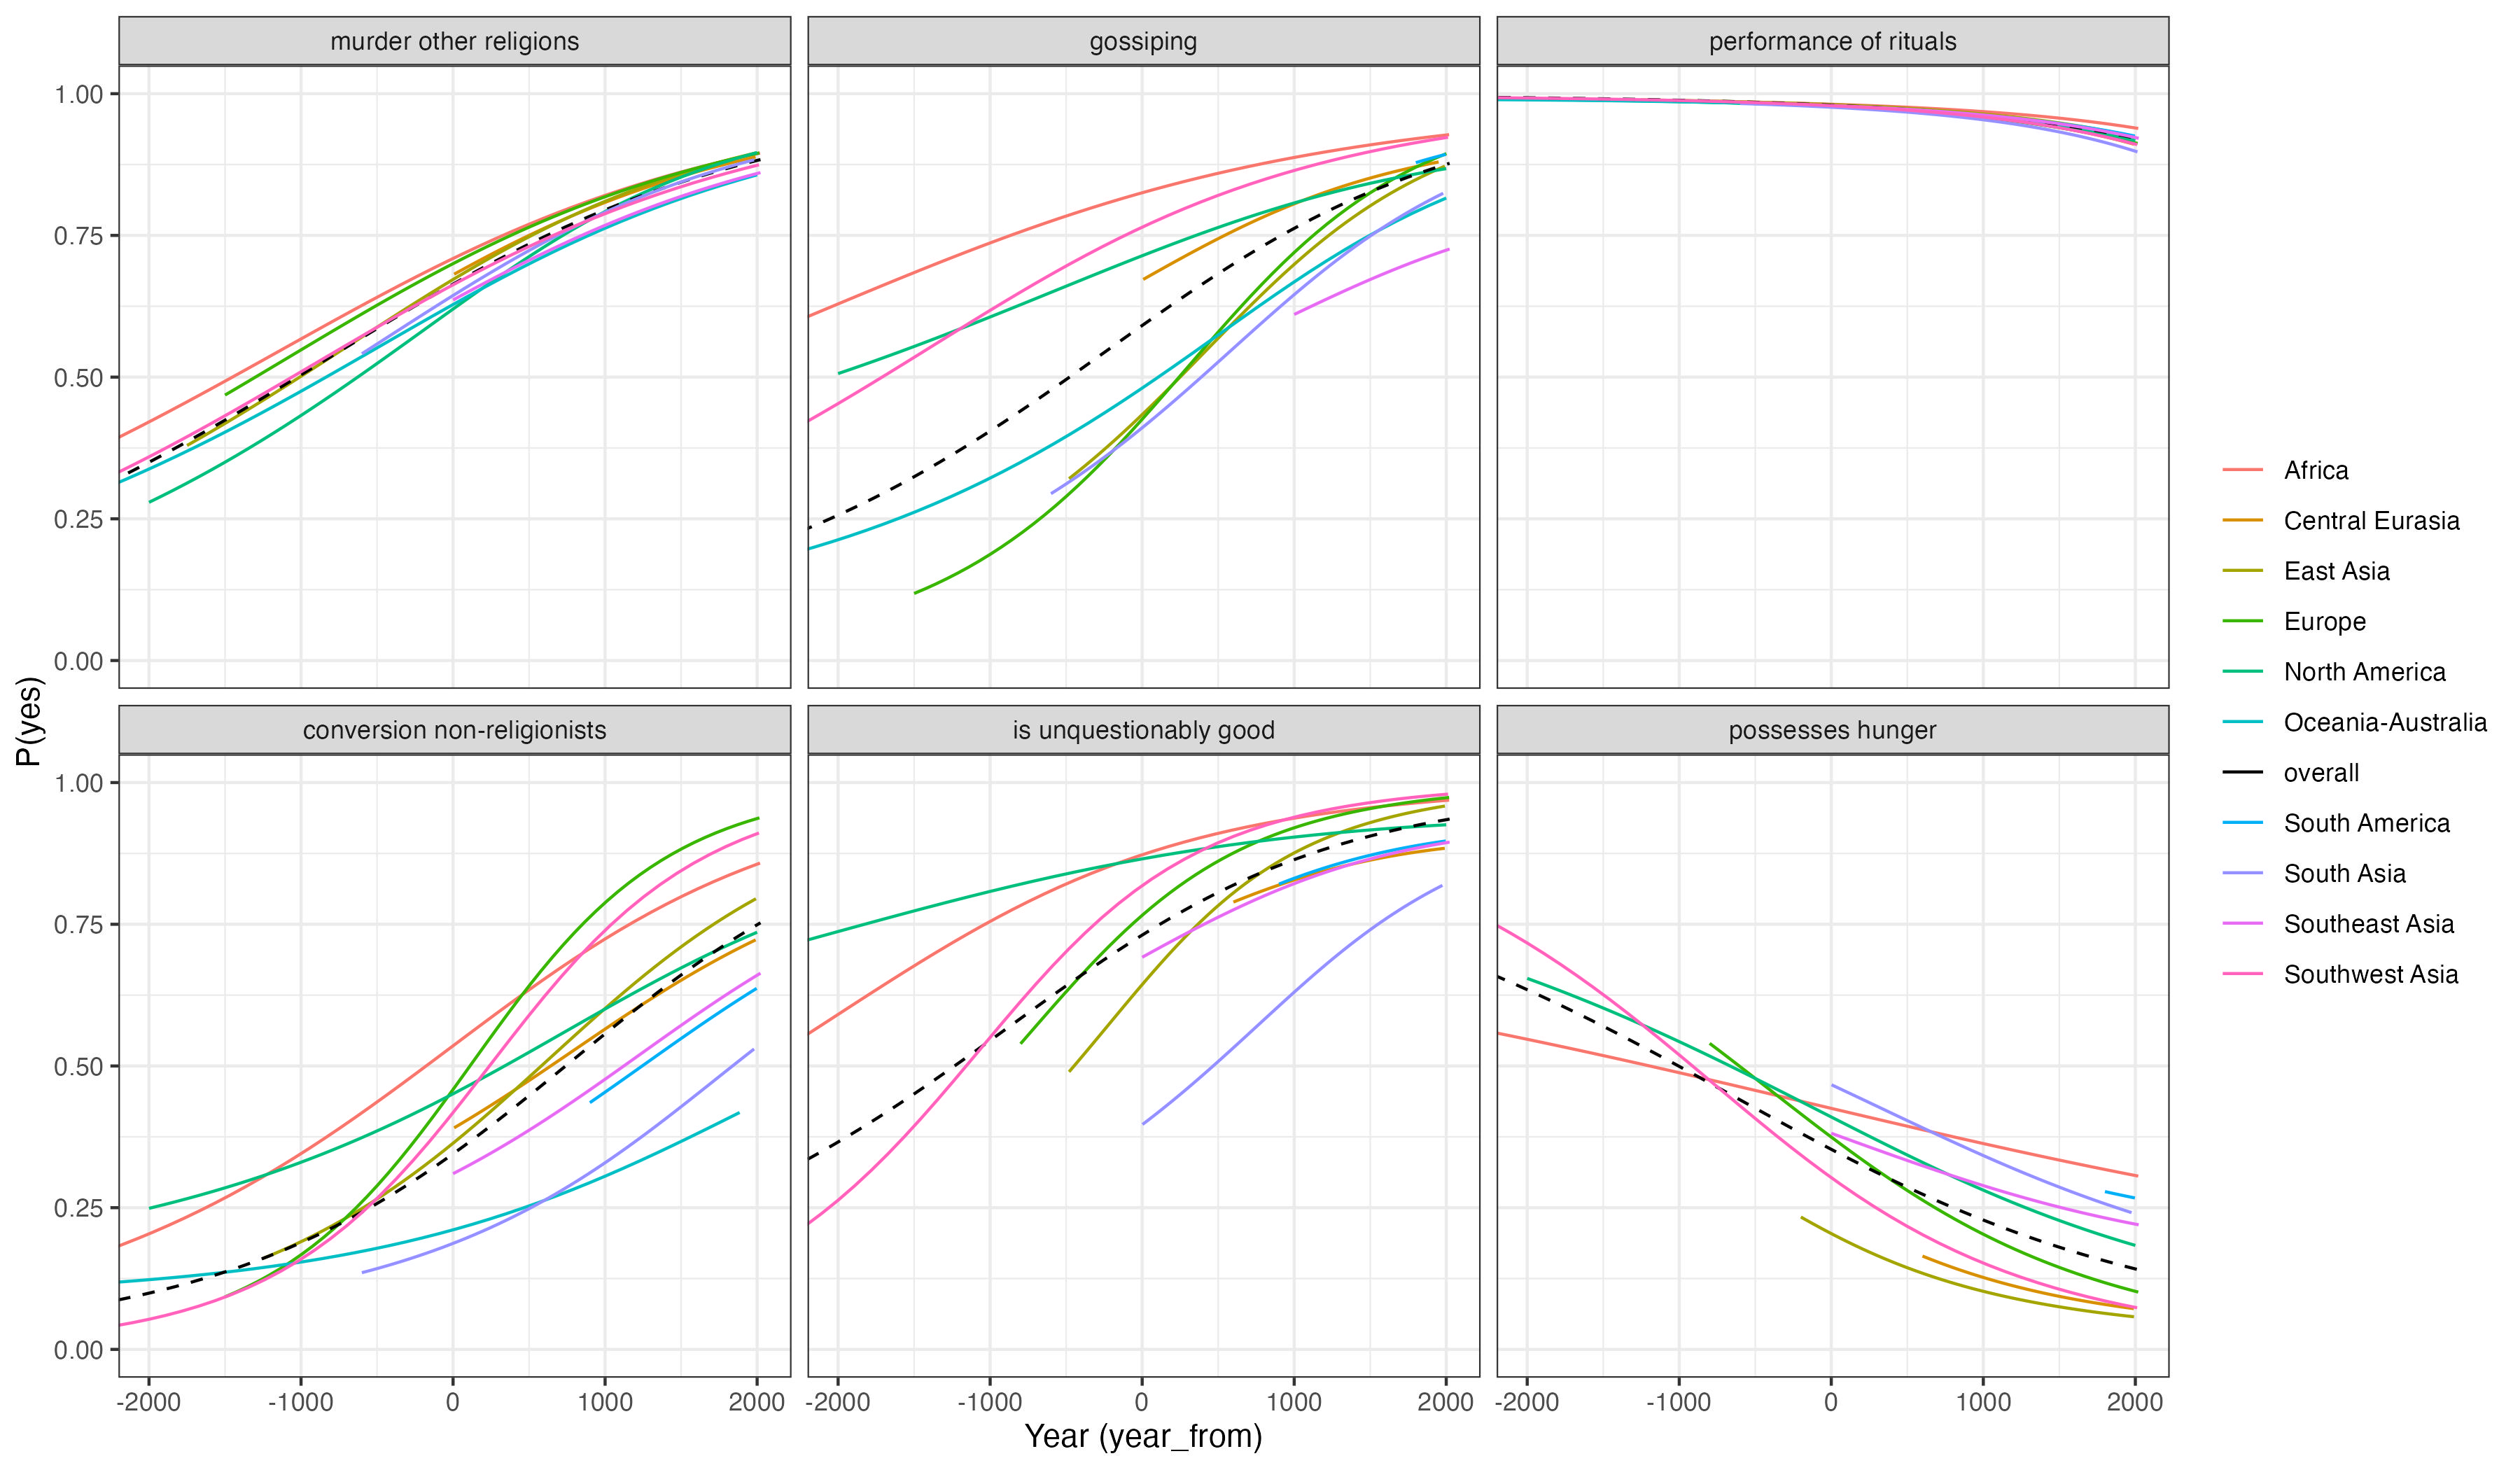 murder other religions
gossiping
performance of rituals
1.00
0.75
0.50
0.25
0.00
conversion non-religionists
is unquestionably good
possesses hunger
1.00
0.75
0.50
0.25
0.00
P(yes)
-2000 -1000 0 1000 2000
-2000 -1000 0 1000 2000
-2000 -1000 0 1000 2000
Year (year_from)
Africa
Central Eurasia
East Asia
Europe
North America
Oceania-Australia
overall
South America
South Asia
Southeast Asia
Southwest Asia